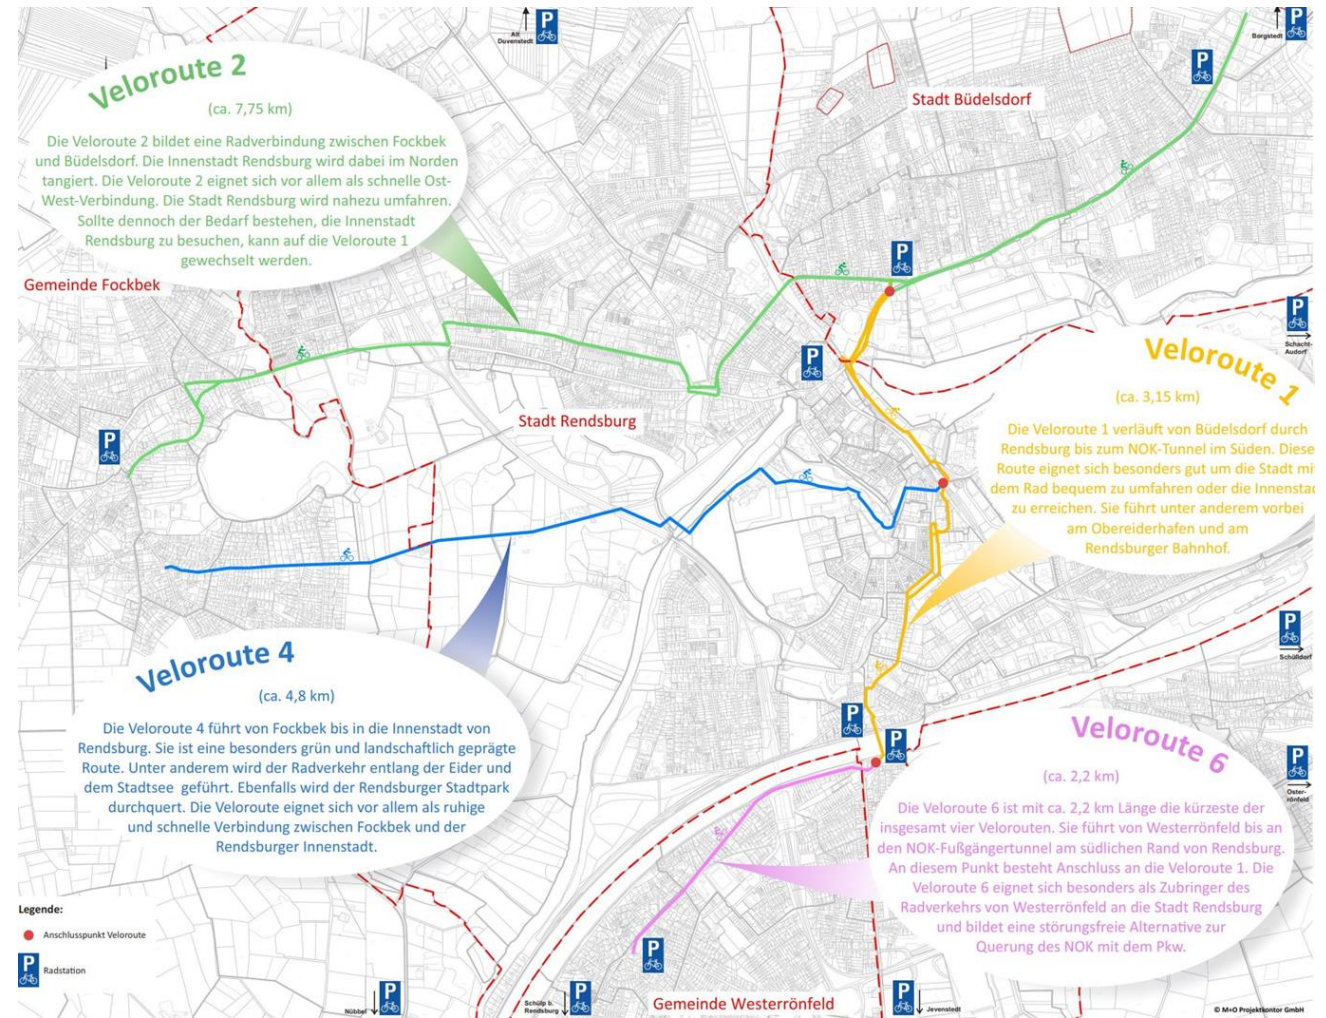 P
Alt
Duvenstedt
P
Borgstedt
P
P
Veloroute 2
(ca. 7,75 km)
Die Veloroute 2 bildet eine Radverbindung zwischen Fockbek
und Büdelsdorf. Die Innenstadt Rendsburg wird dabei im Norden
tangiert. Die Veloroute 2 eignet sich vor allem als schnelle Ost-
West-Verbindung. Die Stadt Rendsburg wird nahezu umfahren.
Sollte dennoch der Bedarf bestehen, die Innenstadt
Rendsburg zu besuchen, kann auf die Veloroute 1
gewechselt werden.
Stadt Büdelsdorf
Gemeinde Fockbek
P
P
Schacht-
Audorf
P
Veloroute 1
(ca. 3,15 km)
Die Veloroute 1 verläuft von Büdelsdorf durch
Rendsburg bis zum NOK-Tunnel im Süden. Diese
Route eignet sich besonders gut um die Stadt mi
dem Rad bequem zu umfahren oder die Innenstad
zu erreichen. Sie führt unter anderem vorbei
am Obereiderhafen und am
Rendsburger Bahnhof.
Stadt Rendsburg
P
P
Schülldorf
Veloroute 4
(ca. 4,8 km)
Die Veloroute 4 führt von Fockbek bis in die Innenstadt von
Rendsburg. Sie ist eine besonders grün und landschaftlich geprägte
Route. Unter anderem wird der Radverkehr entlang der Eider und
dem Stadtsee geführt. Ebenfalls wird der Rendsburger Stadtpark
durchquert. Die Veloroute eignet sich vor allem als ruhige
und schnelle Verbindung zwischen Fockbek und der
Rendsburger Innenstadt.
P
P
P
Oster-
rönfeld
Veloroute 6
(ca. 2,2 km)
Die Veloroute 6 ist mit ca. 2,2 km Länge die kürzeste der
insgesamt vier Velorouten. Sie führt von Westerrönfeld bis an
den NOK-Fußgängertunnel am südlichen Rand von Rendsburg.
An diesem Punkt besteht Anschluss an die Veloroute 1. Die
Veloroute 6 eignet sich besonders als Zubringer des
Radverkehrs von Westerrönfeld an die Stadt Rendsburg
und bildet eine störungsfreie Alternative zur
Querung des NOK mit dem Pkw.
Legende:
Anschlusspunkt Veloroute
P
Radstation
P
Nübbel
P
Schülp b.
Rendsburg
P
Gemeinde Westerrönfeld
P
Jevenstedt
© M+O Projektkontor GmbH